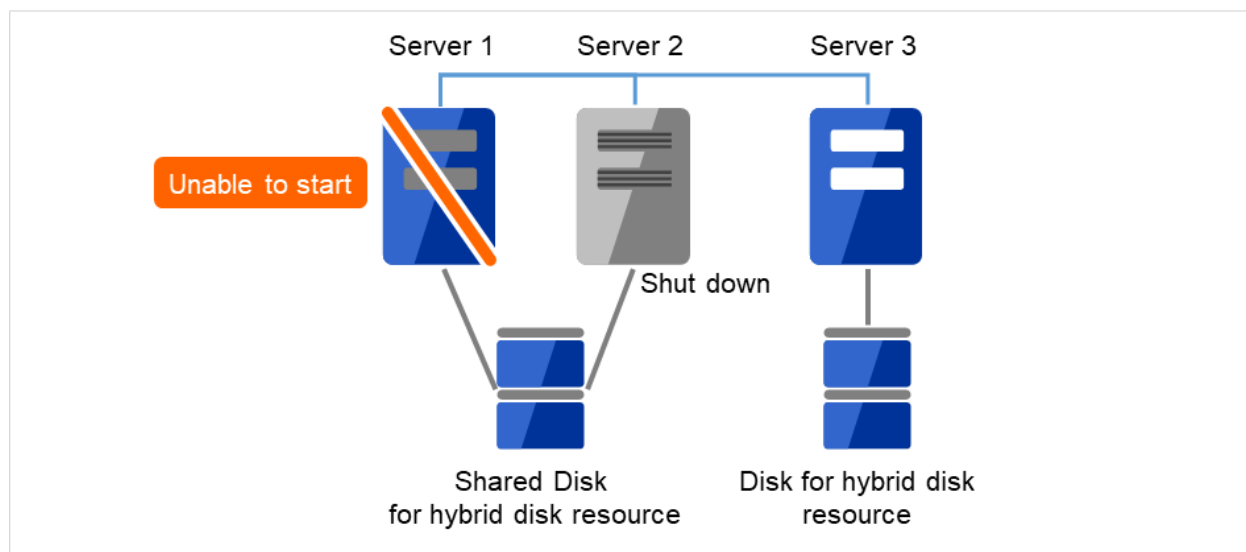 Server 1
Server 2
Server 3
Unable to start
Shut down
Shared Disk
for hybrid disk resource
Disk for hybrid disk
resource